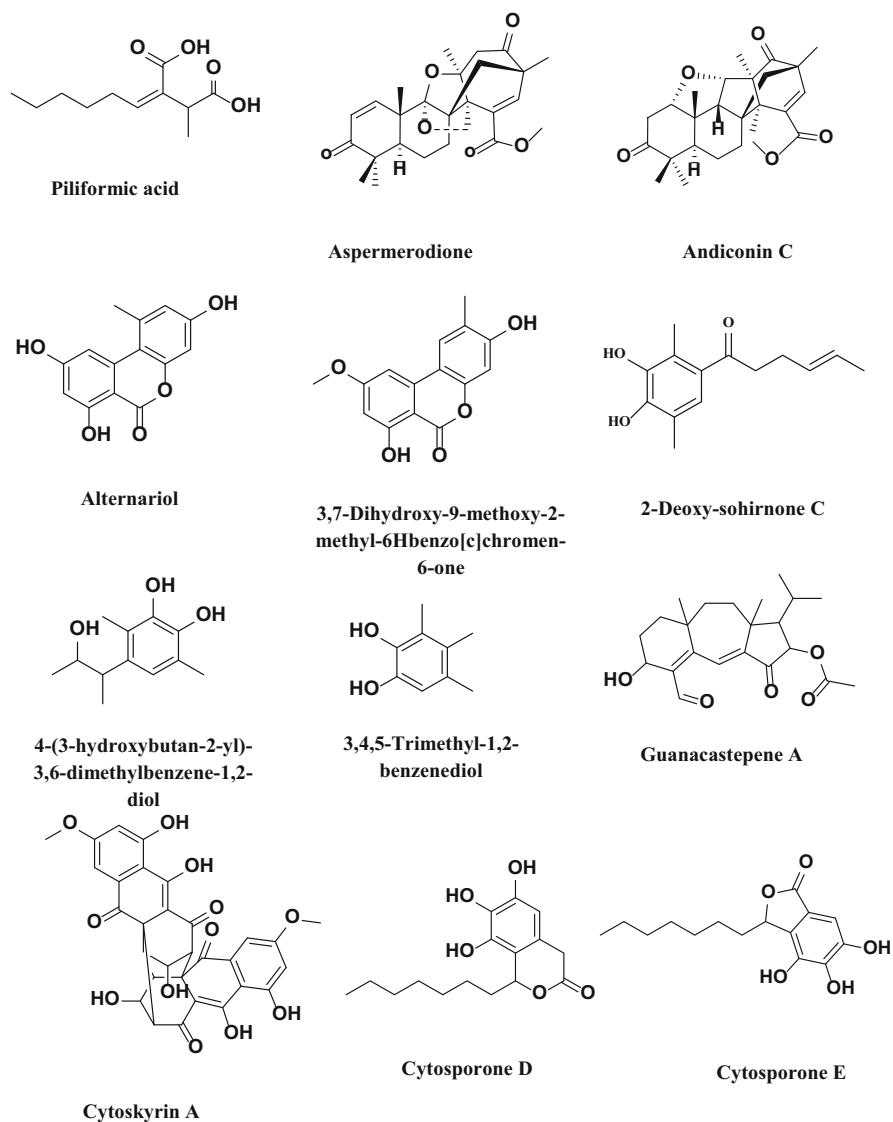 Piliformic acid
Aspermerodione
Andiconin C
Alternariol
3,7-Dihydroxy-9-methoxy-2-
methyl-6Hbenzo[c]chromen-
6-one
2-Deoxy-sohirnone C
4-(3-hydroxybutan-2-yl)-
3,6-dimethylbenzene-1,2-
diol
3,4,5-Trimethyl-1,2-
benzenediol
Guanacastepene A
Cytoskyrin A
Cytosporone D
Cytosporone E